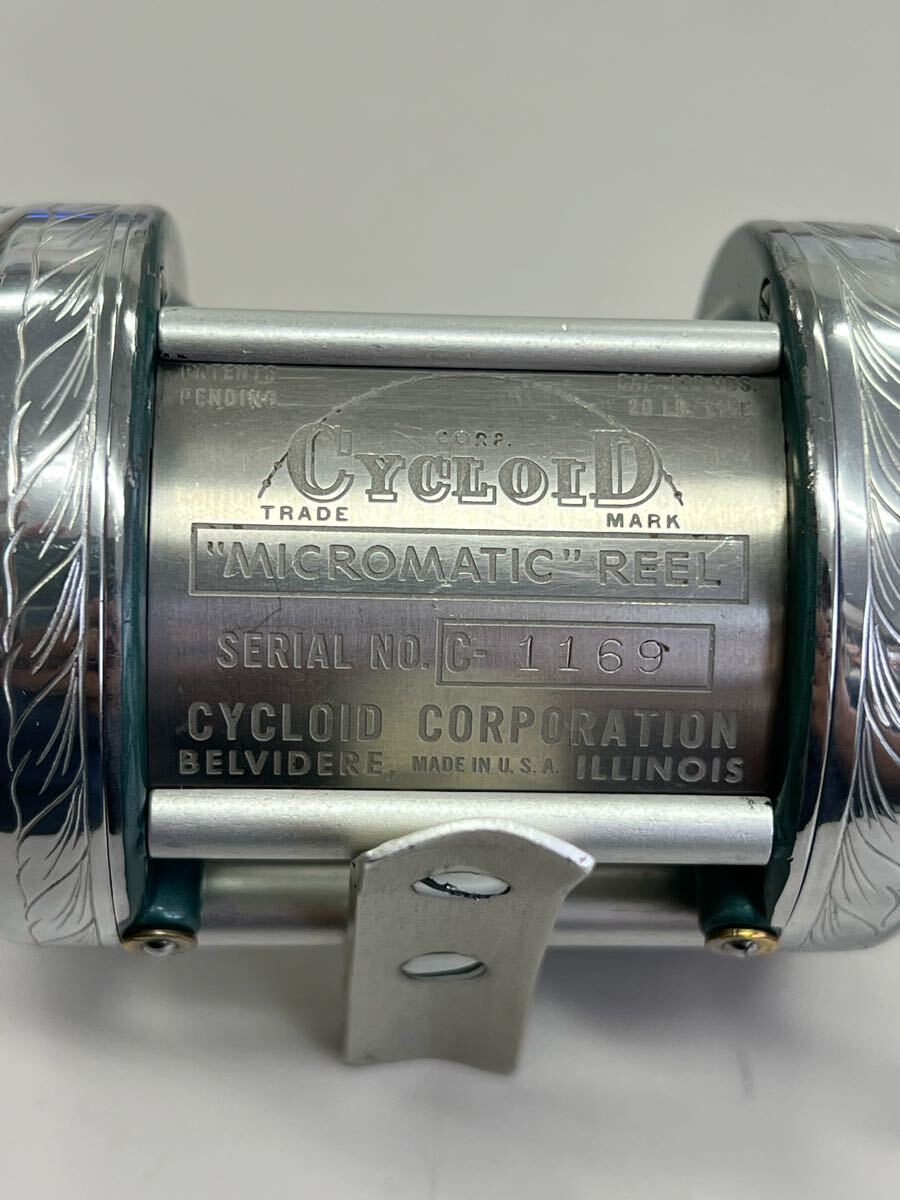 PATENTS
PENDING
CAP. 135 YDS.
20 LB. LINE
CORP.
CYCLOID
TRADE MARK
"MICROMATIC" REEL
SERIAL NO. C- 1169
CYCLOID CORPORATION
BELVIDERE, MADE IN U.S.A. ILLINOIS